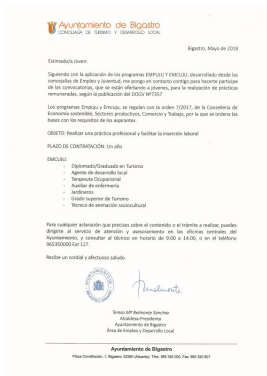 Ayuntamiento de Bigastro
CONCEJALÍA DE TURISMO Y DESARROLLO LOCAL
Bigastro, Mayo de 2018
Estimado/a Joven:
Siguiendo con la aplicación de los programas EMPUJU Y EMCUJU, desarrollado desde las
concejalías de Empleo y Juventud, me pongo en contacto contigo para hacerte partícipe
de las convocatorias, que se están ofertando a jóvenes, para la realización de prácticas
remuneradas, según la publicación del DOGV Nº7357
Los programas Empuju y Emcuju, se regulan con la orden 7/2017, de la Conselleria de
Economía sostenible, Sectores productivos, Comercio y Trabajo, por la que se ordena las
bases con los requisitos de los aspirantes.
OBJETO: Realizar una práctica profesional y facilitar la inserción laboral
PLAZO DE CONTRATACIÓN: Un año
EMCUJU:
- Diplomado/Graduado en Turismo
- Agente de desarrollo local
- Terapeuta Ocupacional
- Auxiliar de enfermería
- Jardineros
- Grado superior de Turismo
- Técnico de animación sociocultural
Para cualquier aclaración que precises sobre el contenido o el trámite a realizar, puedes
dirigirte al servicio de atención y asesoramiento en las oficinas centrales del
Ayuntamiento, y consultar al técnico en horario de 9:00 a 14:00, o en el teléfono
965350000 Ext 127.
Recibe un cordial y afectuoso saludo.
Teresa Mª Belmonte Sánchez
Alcaldesa-Presidenta
Ayuntamiento de Bigastro
Área de Empleo y Desarrollo Local
Ayuntamiento de Bigastro
Plaza Constitución, 1, Bigastro. 03380 (Alicante). Tfno. 965 350 000 Fax: 965 350 807